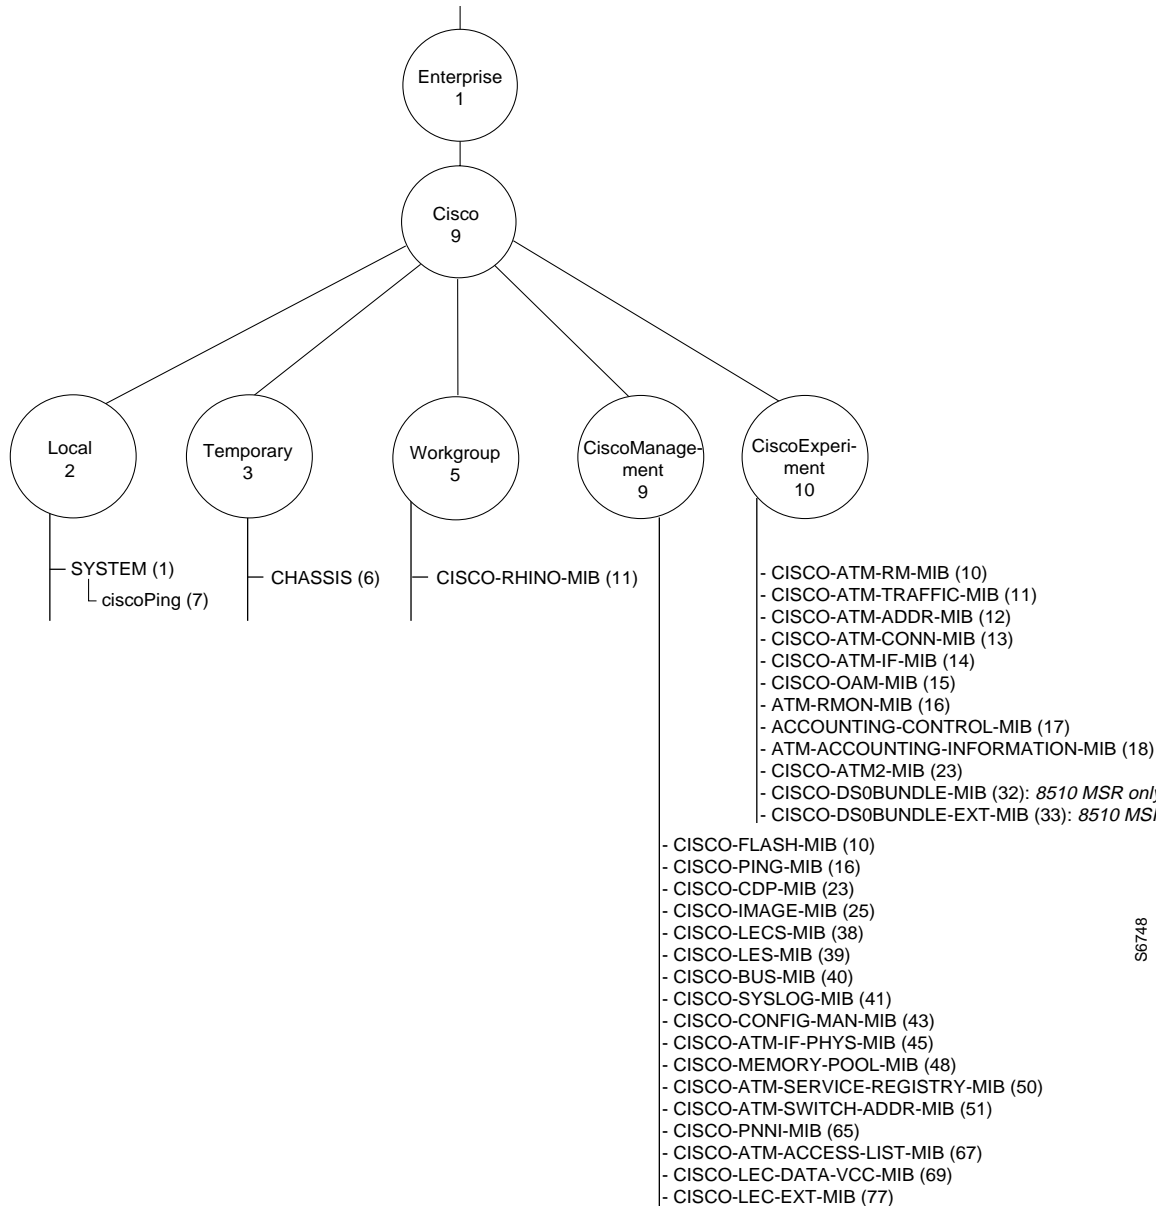 Enterprise
1
Cisco
9
Local
2
Temporary
3
Workgroup
5
CiscoManage-
ment
9
CiscoExperi-
ment
10
SYSTEM (1)
ciscoPing (7)
CHASSIS (6)
CISCO-RHINO-MIB (11)
- CISCO-ATM-RM-MIB (10)
- CISCO-ATM-TRAFFIC-MIB (11)
- CISCO-ATM-ADDR-MIB (12)
- CISCO-ATM-CONN-MIB (13)
- CISCO-ATM-IF-MIB (14)
- CISCO-OAM-MIB (15)
- ATM-RMON-MIB (16)
- ACCOUNTING-CONTROL-MIB (17)
- ATM-ACCOUNTING-INFORMATION-MIB (18)
- CISCO-ATM2-MIB (23)
- CISCO-DS0BUNDLE-MIB (32): 8510 MSR only
- CISCO-DS0BUNDLE-EXT-MIB (33): 8510 MS
- CISCO-FLASH-MIB (10)
- CISCO-PING-MIB (16)
- CISCO-CDP-MIB (23)
- CISCO-IMAGE-MIB (25)
- CISCO-LECS-MIB (38)
- CISCO-LES-MIB (39)
- CISCO-BUS-MIB (40)
- CISCO-SYSLOG-MIB (41)
- CISCO-CONFIG-MAN-MIB (43)
- CISCO-ATM-IF-PHYS-MIB (45)
- CISCO-MEMORY-POOL-MIB (48)
- CISCO-ATM-SERVICE-REGISTRY-MIB (50)
- CISCO-ATM-SWITCH-ADDR-MIB (51)
- CISCO-PNNI-MIB (65)
- CISCO-ATM-ACCESS-LIST-MIB (67)
- CISCO-LEC-DATA-VCC-MIB (69)
- CISCO-LEC-EXT-MIB (77)
S6748